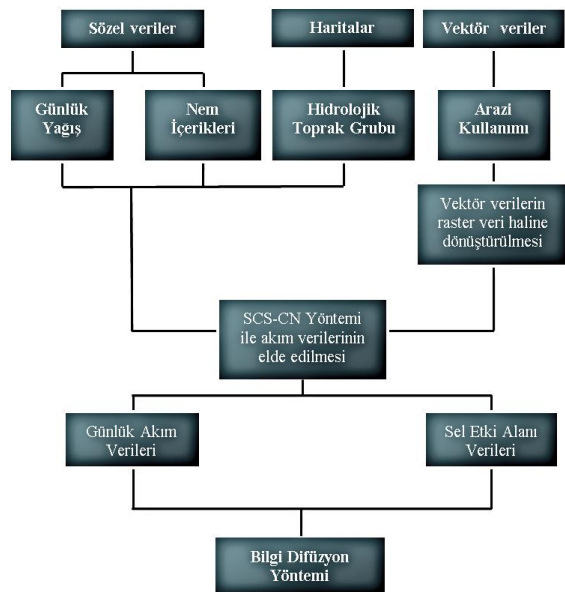 Sözel veriler
Haritalar
Vektör veriler
Günlük
Yağış
Nem
İçerikleri
Hidrolojik
Toprak Grubu
Arazi
Kullanımı
Vektör verilerin
raster veri haline
dönüştürülmesi
SCS-CN Yöntemi
ile akım verilerinin
elde edilmesi
Günlük Akım
Verileri
Sel Etki Alanı
Verileri
Bilgi Difüzyon
Yöntemi